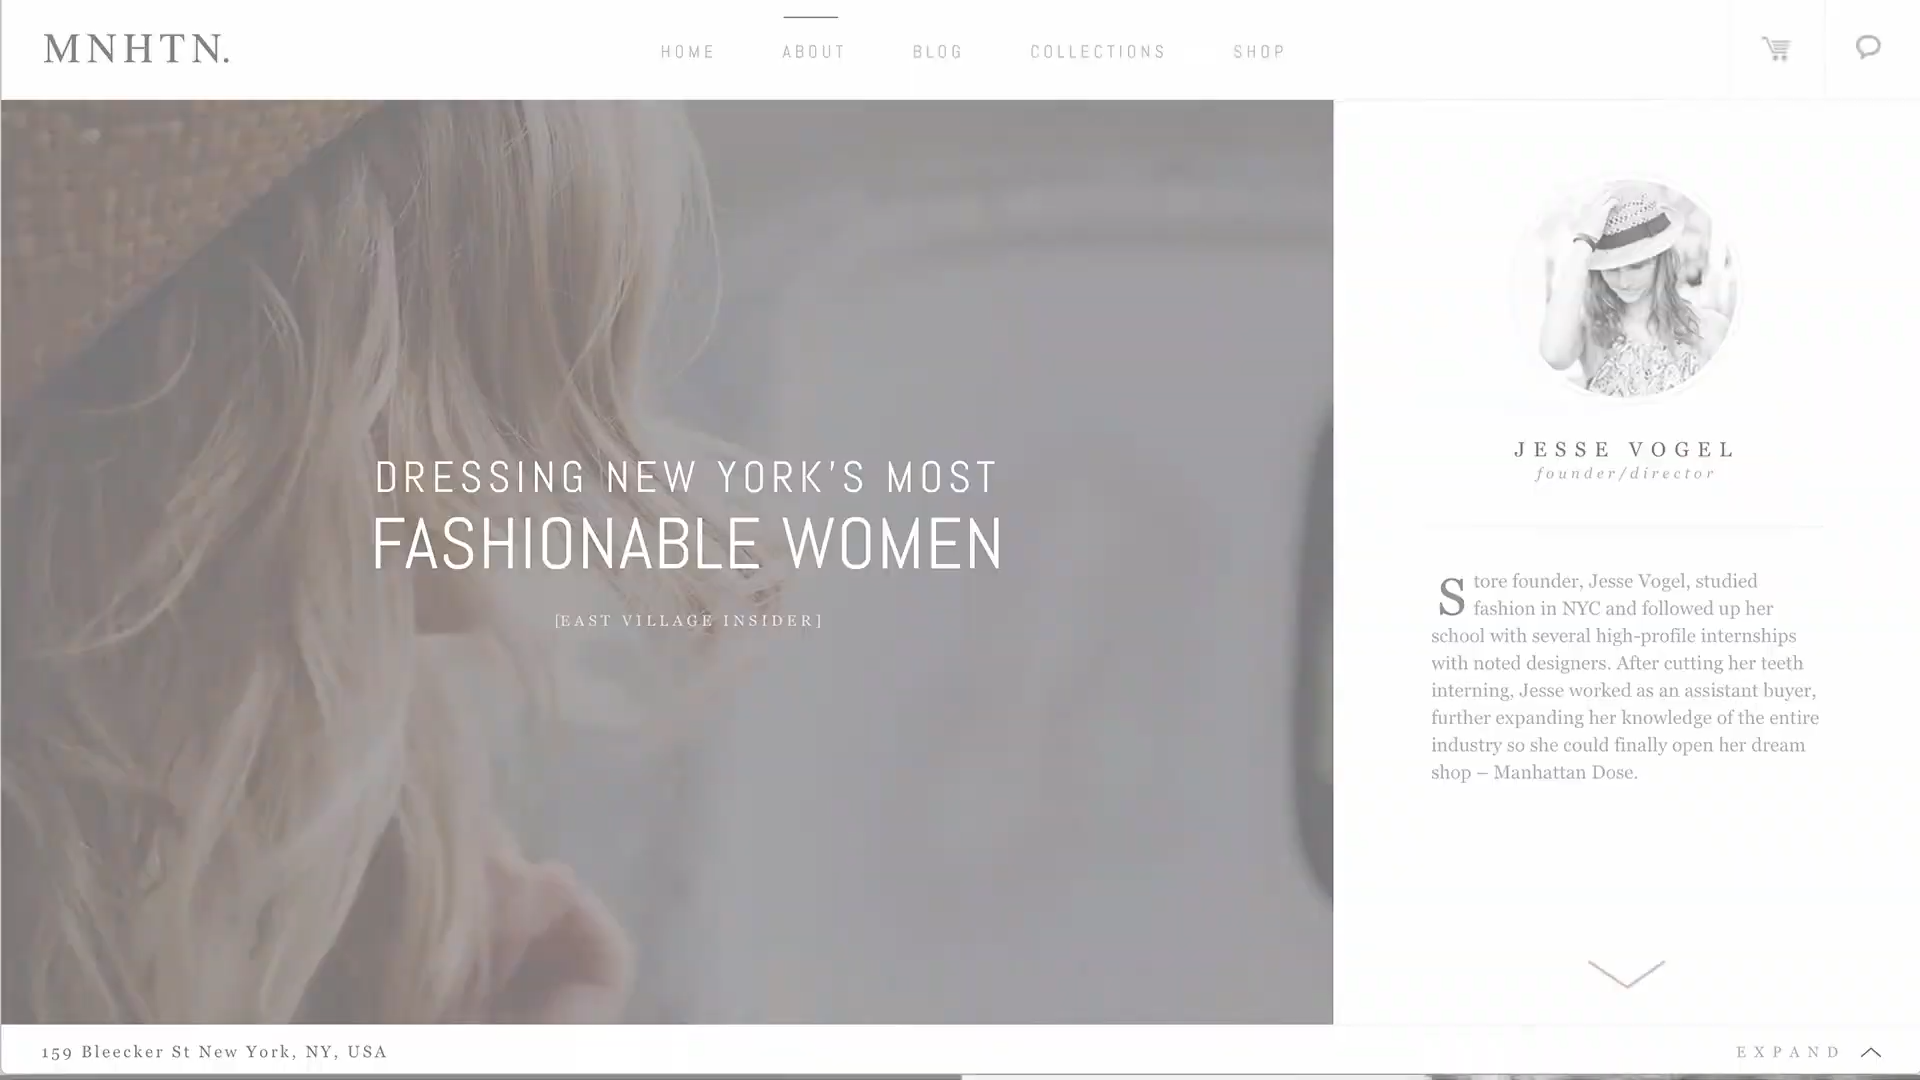 MNHTN.
HOME ABOUT BLOG COLLECTIONS SHOP
DRESSING NEW YORK'S MOST
FASHIONABLE WOMEN
[EAST VILLAGE INSIDER]
JESSE VOGEL
founder/director
Store founder, Jesse Vogel, studied
fashion in NYC and followed up her
school with several high-profile internships
with noted designers. After cutting her teeth
interning, Jesse worked as an assistant buyer,
further expanding her knowledge of the entire
industry so she could finally open her dream
shop – Manhattan Dose.
159 Bleecker St New York, NY, USA
EXPAND